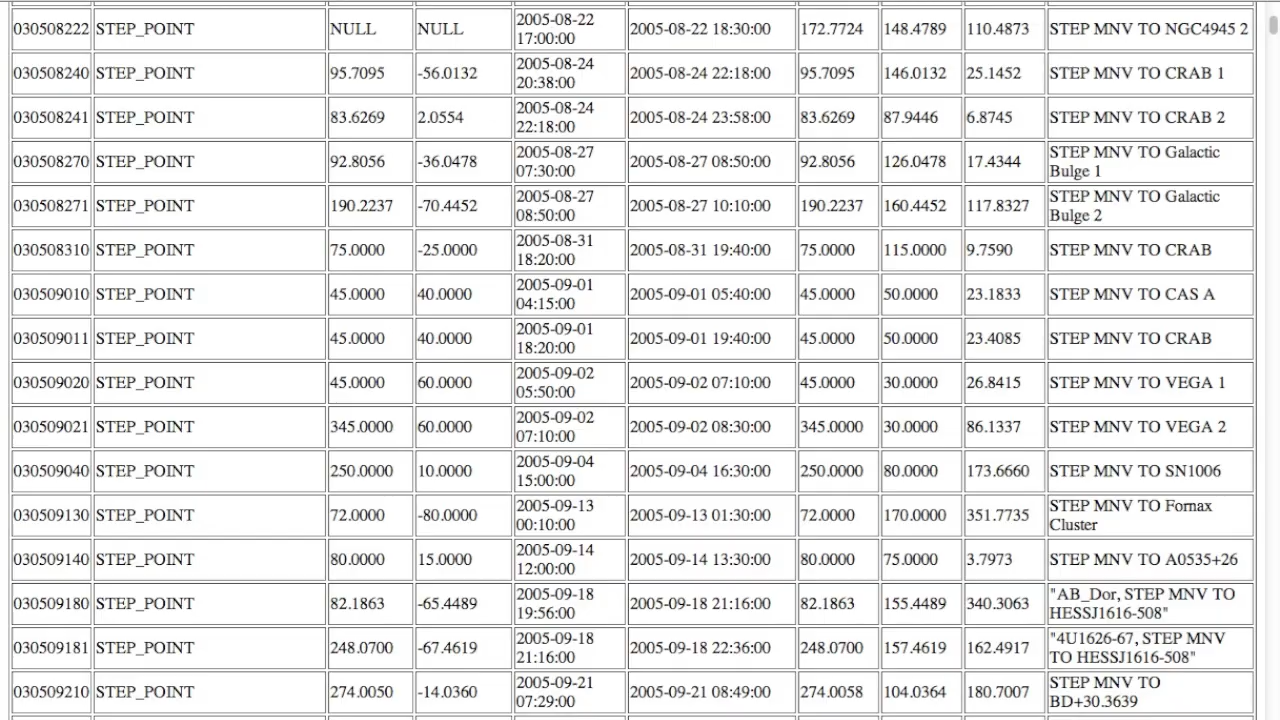 030508222 STEP_POINT NULL NULL 2005-08-22 17:00:00 2005-08-22 18:30:00 172.7724 148.4789 110.4873 STEP MNV TO NGC4945 2
030508240 STEP_POINT 95.7095 -56.0132 2005-08-24 20:38:00 2005-08-24 22:18:00 95.7095 146.0132 25.1452 STEP MNV TO CRAB 1
030508241 STEP_POINT 83.6269 2.0554 2005-08-24 22:18:00 2005-08-24 23:58:00 83.6269 87.9446 6.8745 STEP MNV TO CRAB 2
030508270 STEP_POINT 92.8056 -36.0478 2005-08-27 07:30:00 2005-08-27 08:50:00 92.8056 126.0478 17.4344 STEP MNV TO Galactic Bulge 1
030508271 STEP_POINT 190.2237 -70.4452 2005-08-27 08:50:00 2005-08-27 10:10:00 190.2237 160.4452 117.8327 STEP MNV TO Galactic Bulge 2
030508310 STEP_POINT 75.0000 -25.0000 2005-08-31 18:20:00 2005-08-31 19:40:00 75.0000 115.0000 9.7590 STEP MNV TO CRAB
030509010 STEP_POINT 45.0000 40.0000 2005-09-01 04:15:00 2005-09-01 05:40:00 45.0000 50.0000 23.1833 STEP MNV TO CAS A
030509011 STEP_POINT 45.0000 40.0000 2005-09-01 18:20:00 2005-09-01 19:40:00 45.0000 50.0000 23.4085 STEP MNV TO CRAB
030509020 STEP_POINT 45.0000 60.0000 2005-09-02 05:50:00 2005-09-02 07:10:00 45.0000 30.0000 26.8415 STEP MNV TO VEGA 1
030509021 STEP_POINT 345.0000 60.0000 2005-09-02 07:10:00 2005-09-02 08:30:00 345.0000 30.0000 86.1337 STEP MNV TO VEGA 2
030509040 STEP_POINT 250.0000 10.0000 2005-09-04 15:00:00 2005-09-04 16:30:00 250.0000 80.0000 173.6660 STEP MNV TO SN1006
030509130 STEP_POINT 72.0000 -80.0000 2005-09-13 00:10:00 2005-09-13 01:30:00 72.0000 170.0000 351.7735 STEP MNV TO Fornax Cluster
030509140 STEP_POINT 80.0000 15.0000 2005-09-14 12:00:00 2005-09-14 13:30:00 80.0000 75.0000 3.7973 STEP MNV TO A0535+26
030509180 STEP_POINT 82.1863 -65.4489 2005-09-18 19:56:00 2005-09-18 21:16:00 82.1863 155.4489 340.3063 "AB_Dor, STEP MNV TO HESSJ1616-508"
030509181 STEP_POINT 248.0700 -67.4619 2005-09-18 21:16:00 2005-09-18 22:36:00 248.0700 157.4619 162.4917 "4U1626-67, STEP MNV TO HESSJ1616-508"
030509210 STEP_POINT 274.0050 -14.0360 2005-09-21 07:29:00 2005-09-21 08:49:00 274.0058 104.0364 180.7007 STEP MNV TO BD+30.3639